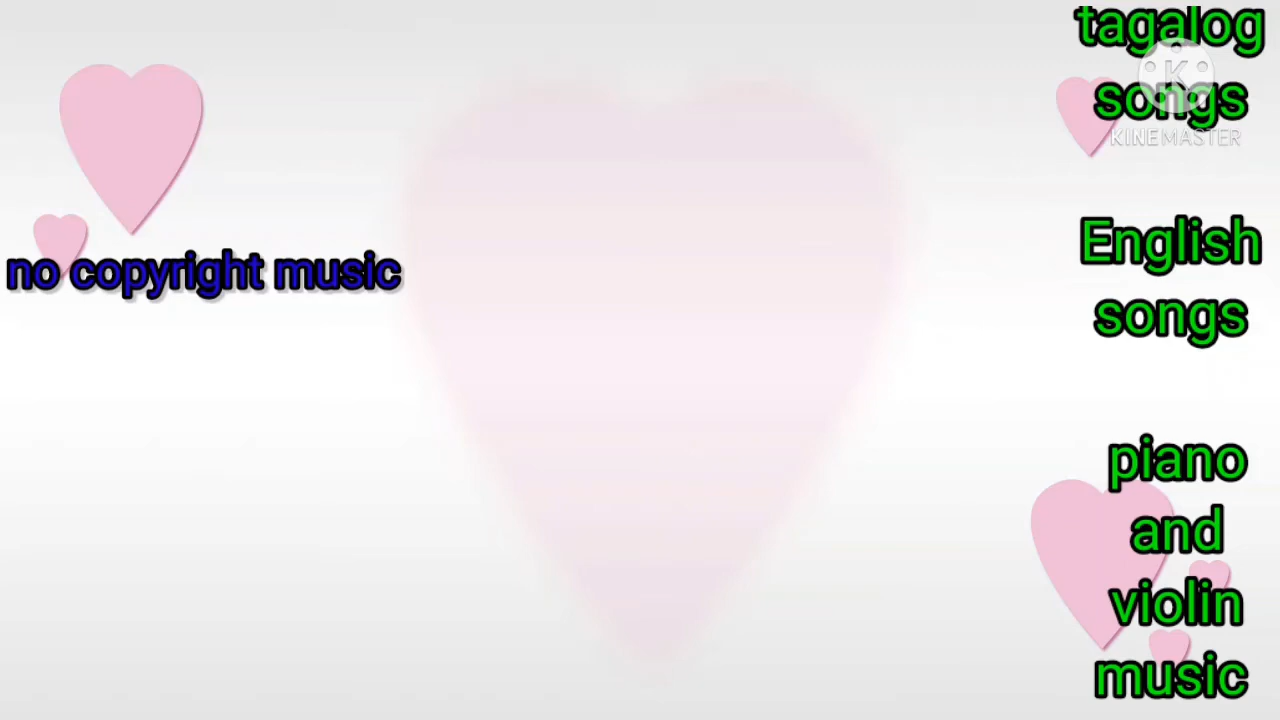 no copyright music
tagalog
songs
KINEMASTER
English
songs
piano
and
violin
music